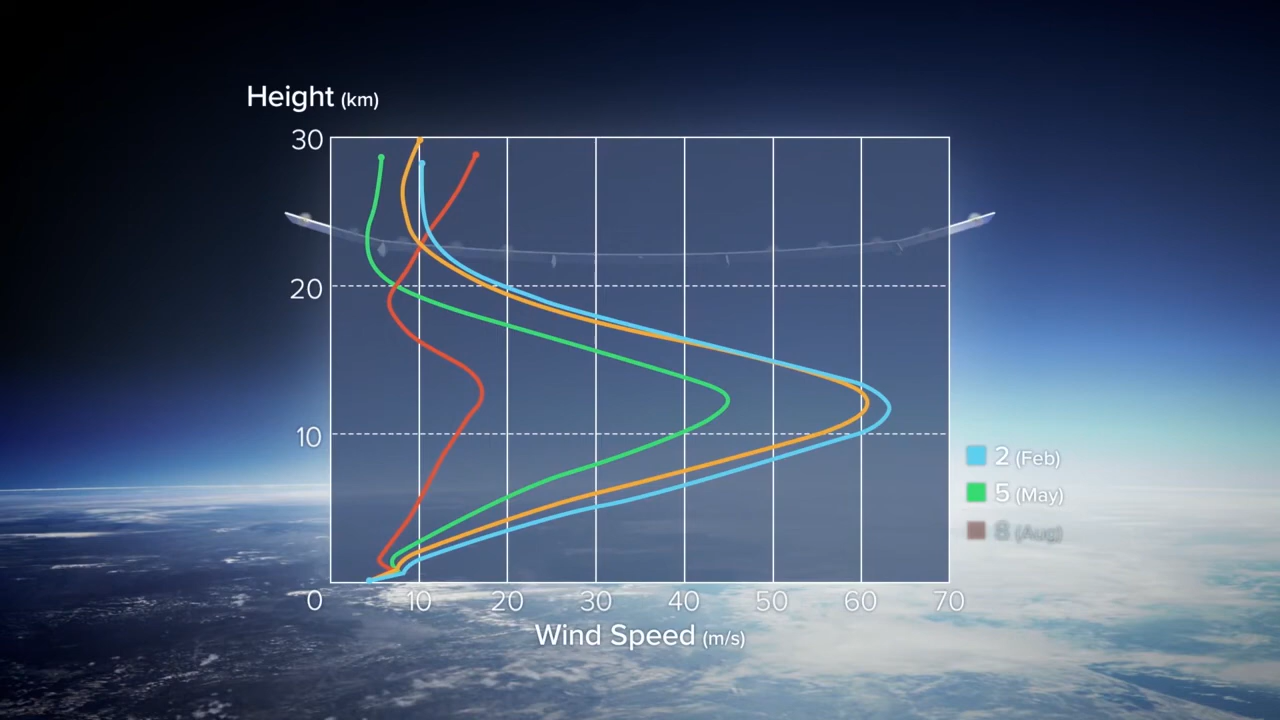 Height (km)
30
20
10
0 10 20 30 40 50 60 70
Wind Speed (m/s)
2 (Feb)
5 (May)
8 (Aug)